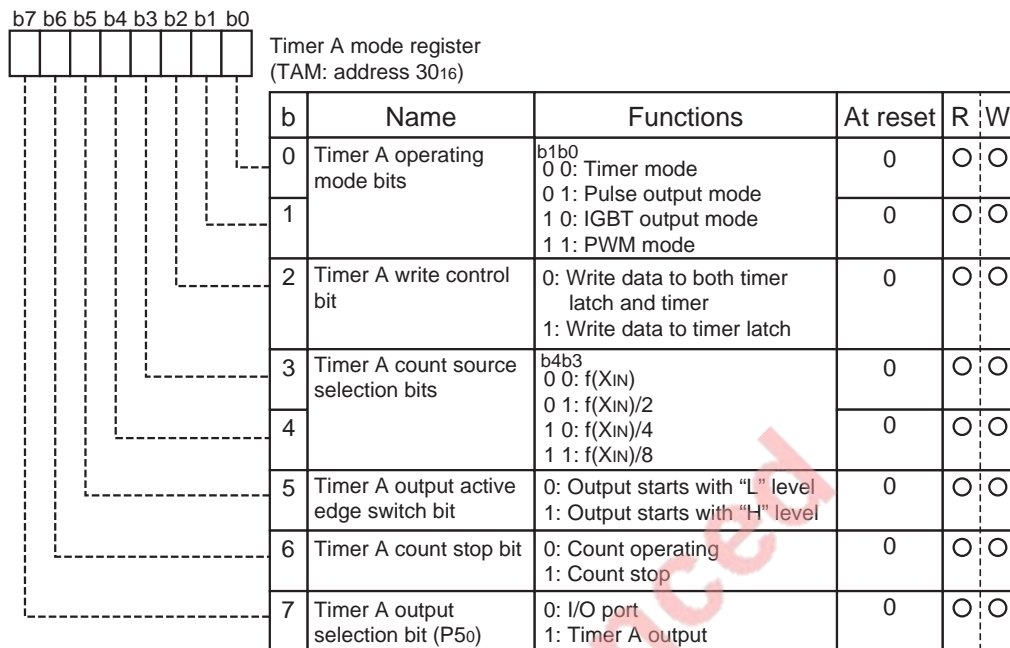 b7 b6 b5 b4 b3 b2 b1 b0
Timer A mode register
(TAM: address 3016)
b Name Functions At reset R W
0 Timer A operating mode bits
b1b0
0 0: Timer mode
0 1: Pulse output mode
1 0: IGBT output mode
1 1: PWM mode
0 O O
1 0 O O
2 Timer A write control bit
0: Write data to both timer
latch and timer
1: Write data to timer latch
0 O O
3 Timer A count source selection bits
b4b3
0 0: f(XIN)
0 1: f(XIN)/2
1 0: f(XIN)/4
1 1: f(XIN)/8
0 O O
4 0 O O
5 Timer A output active edge switch bit
0: Output starts with “L” level
1: Output starts with “H” level
0 O O
6 Timer A count stop bit
0: Count operating
1: Count stop
0 O O
7 Timer A output selection bit (P50)
0: I/O port
1: Timer A output
0 O O
nced